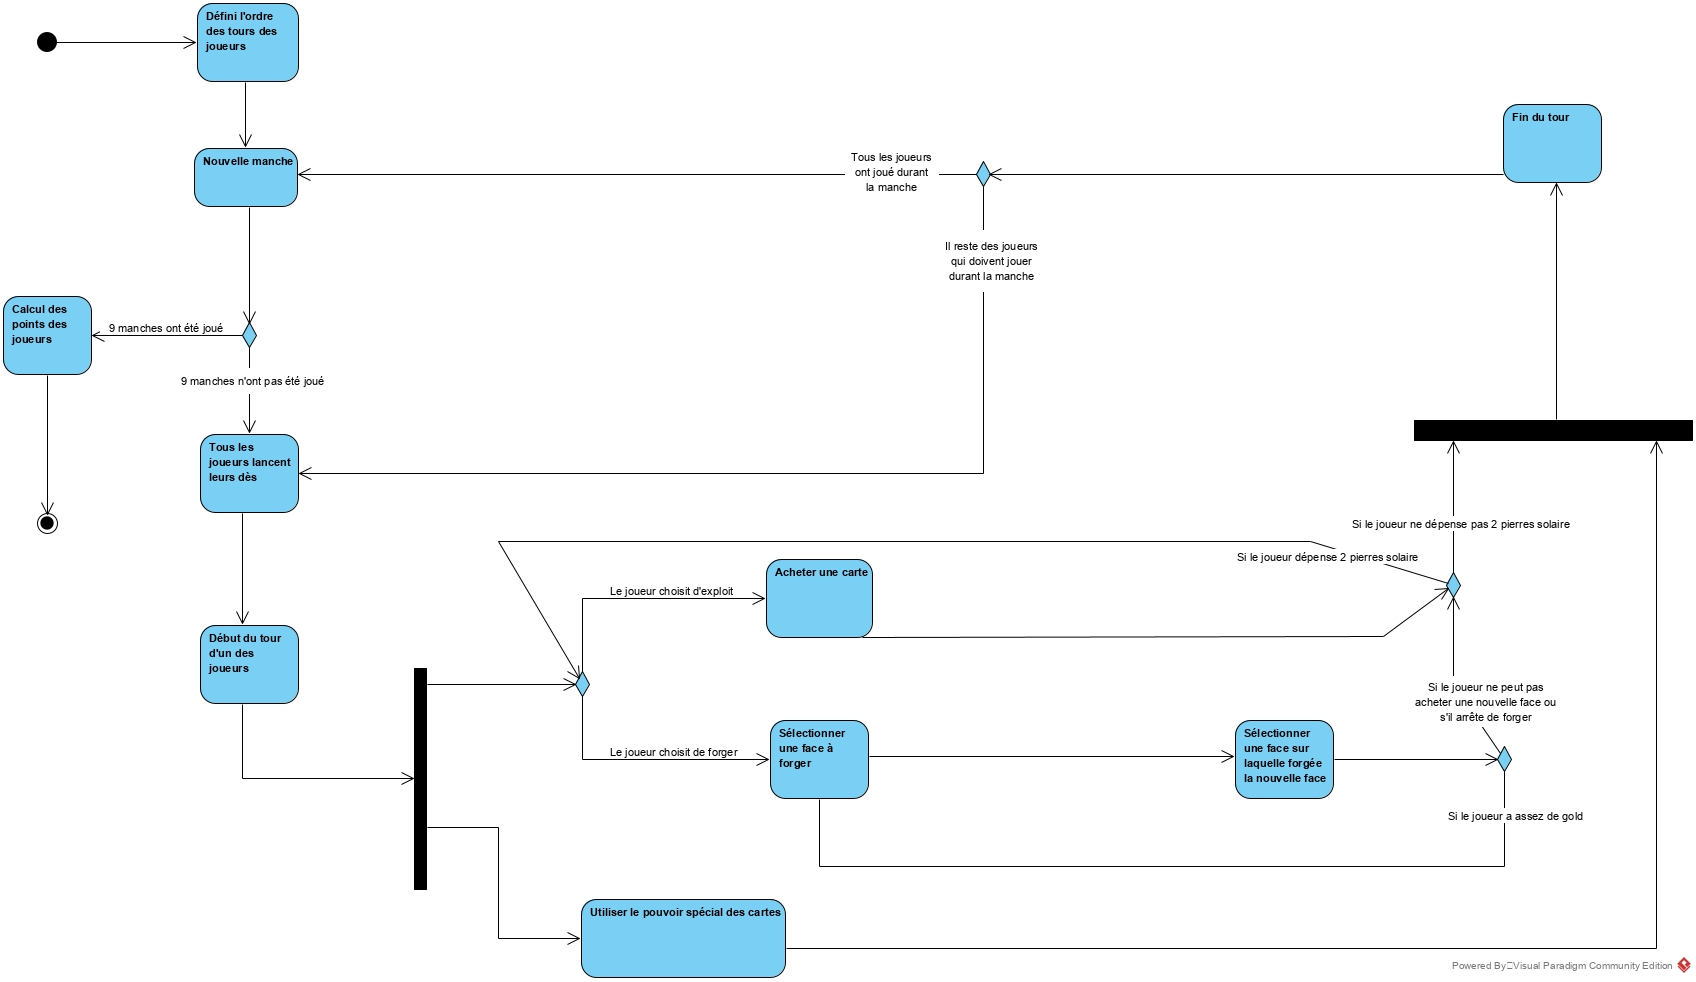 Défini l'ordre
des tours des
joueurs
Fin du tour
Nouvelle manche
Tous les joueurs
ont joué durant
la manche
Il reste des joueurs
qui doivent jouer
durant la manche
Calcul des
points des
joueurs
9 manches ont été joué
9 manches n'ont pas été joué
Tous les
joueurs lancent
leurs dès
Si le joueur ne dépense pas 2 pierres solaire
Si le joueur dépense 2 pierres solaire
Acheter une carte
Le joueur choisit d'exploit
Début du tour
d'un des
joueurs
Si le joueur ne peut pas
acheter une nouvelle face ou
s'il arrête de forger
Le joueur choisit de forger
Sélectionner
une face à
forger
Sélectionner
une face sur
laquelle forgée
la nouvelle face
Si le joueur a assez de gold
Utiliser le pouvoir spécial des cartes
Powered By Visual Paradigm Community Edition